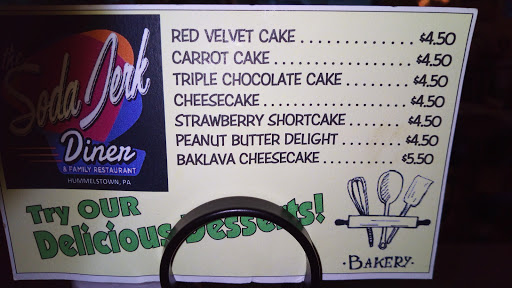 the
Soda Jerk
Diner
& FAMILY RESTAURANT
HUMMELSTOWN, PA
RED VELVET CAKE ............. $4.50
CARROT CAKE ................ $4.50
TRIPLE CHOCOLATE CAKE ....... $4.50
CHEESECAKE .................. $4.50
STRAWBERRY SHORTCAKE ....... $4.50
PEANUT BUTTER DELIGHT ....... $4.50
BAKLAVA CHEESECAKE .......... $5.50
Try OUR
Delicious Desserts!
·BAKERY·